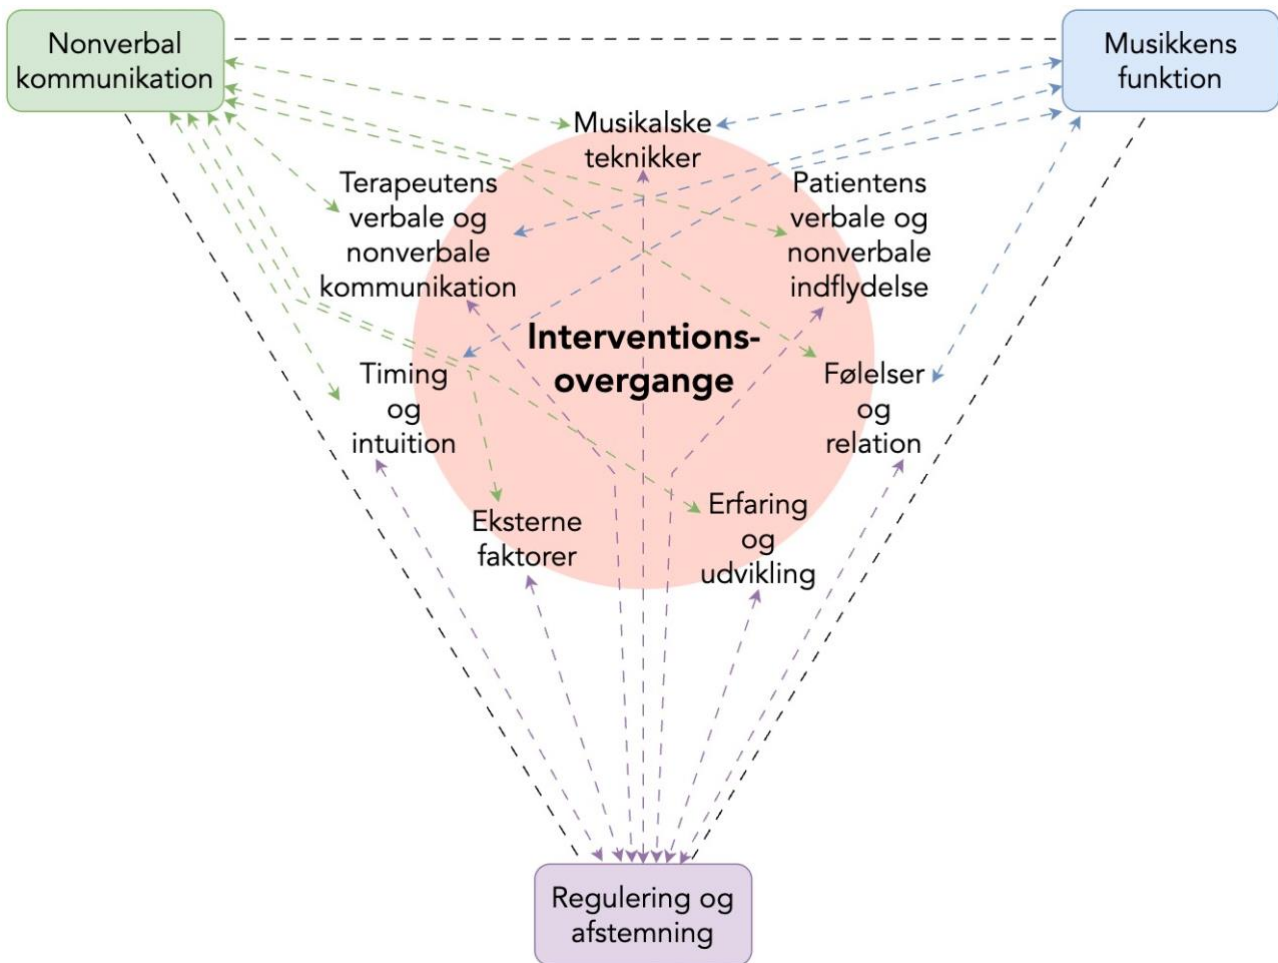 Nonverbal
kommunikation
Musikkens
funktion
Musikalske
teknikker
Terapeutens
verbale og
nonverbale
kommunikation
Patientens
verbale og
nonverbale
indflydelse
Interventions-
overgange
Timing
og
intuition
Følelser
og
relation
Eksterne
faktorer
Erfaring
og
udvikling
Regulering og
afstemning